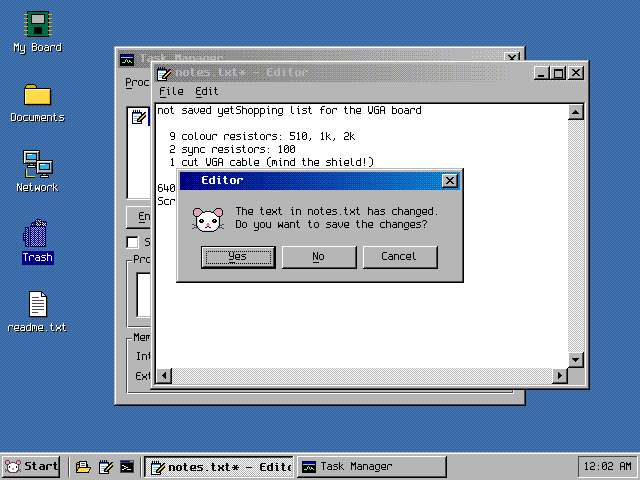 My Board
Documents
Network
Trash
readme.txt
Task Manager
Proc
notes.txt* - Editor
File Edit
not saved yetShopping list for the VGA board
9 colour resistors: 510, 1k, 2k
2 sync resistors: 100
1 cut VGA cable (mind the shield!)
640
Scr
Editor
The text in notes.txt has changed.
Do you want to save the changes?
Yes No Cancel
En
S
Pro
Mem
Int
Ext
Start
notes.txt* - Edito
Task Manager
12:02 AM